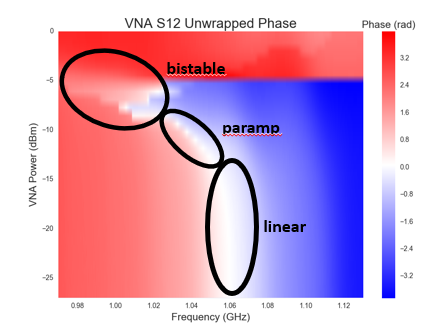 VNA S12 Unwrapped Phase
Phase (rad)
0
−5
−10
−15
−20
−25
VNA Power (dBm)
bistable
paramp
linear
3.2
2.4
1.6
0.8
0.0
−0.8
−1.6
−2.4
−3.2
0.98 1.00 1.02 1.04 1.06 1.08 1.10 1.12
Frequency (GHz)